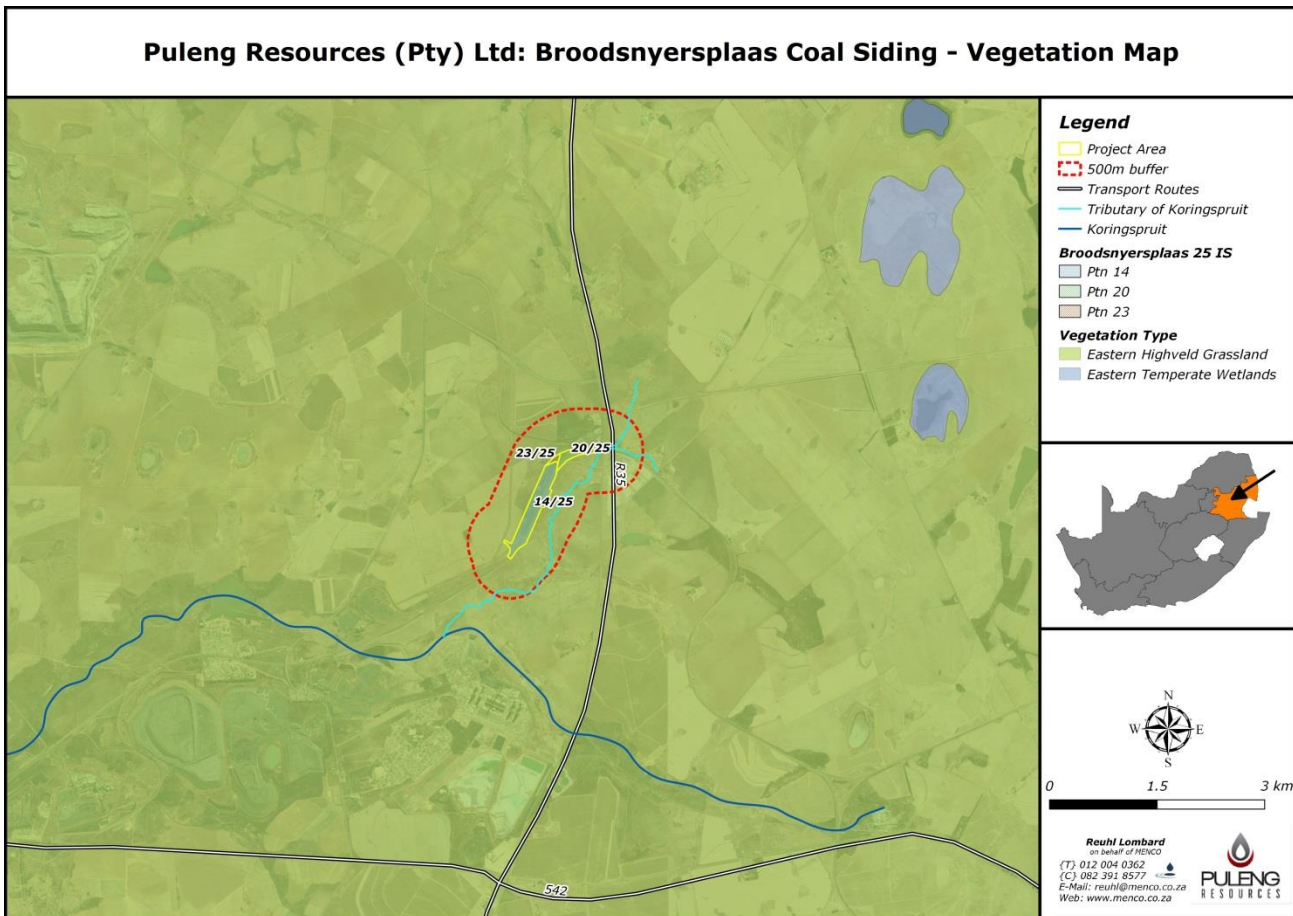 Puleng Resources (Pty) Ltd: Broodsnyersplaas Coal Siding - Vegetation Map
23/25
20/25
14/25
R35
542
Legend
Project Area
500m buffer
Transport Routes
Tributary of Koringspruit
Koringspruit
Broodsnyersplaas 25 IS
Ptn 14
Ptn 20
Ptn 23
Vegetation Type
Eastern Highveld Grassland
Eastern Temperate Wetlands
N
W E
S
0 1.5 3 km
Reuhl Lombard
on behalf of MENCO
{T} 012 004 0362
{C} 082 391 8577
E-Mail: reuhl@menco.co.za
Web: www.menco.co.za
PULENG
RESOURCES